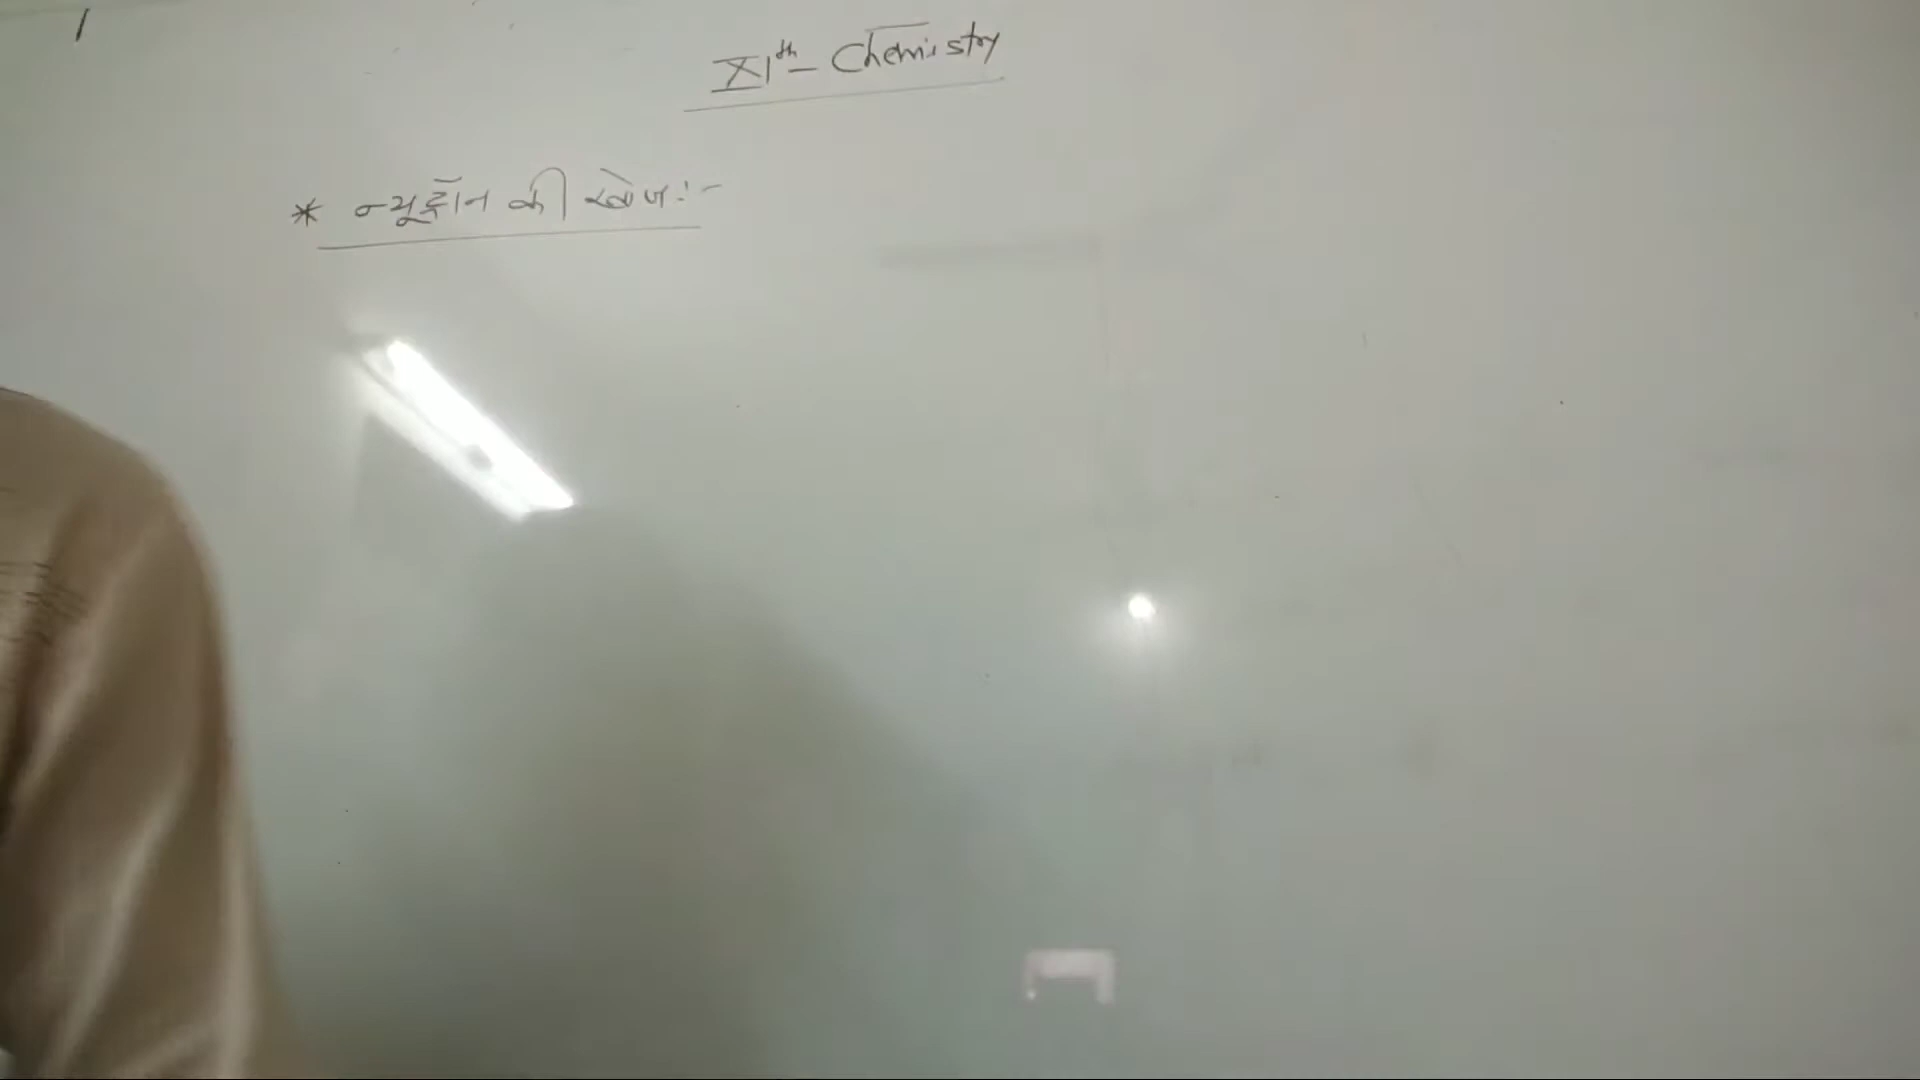 XIth - Chemistry
* न्यूट्रॉन की खोज :-